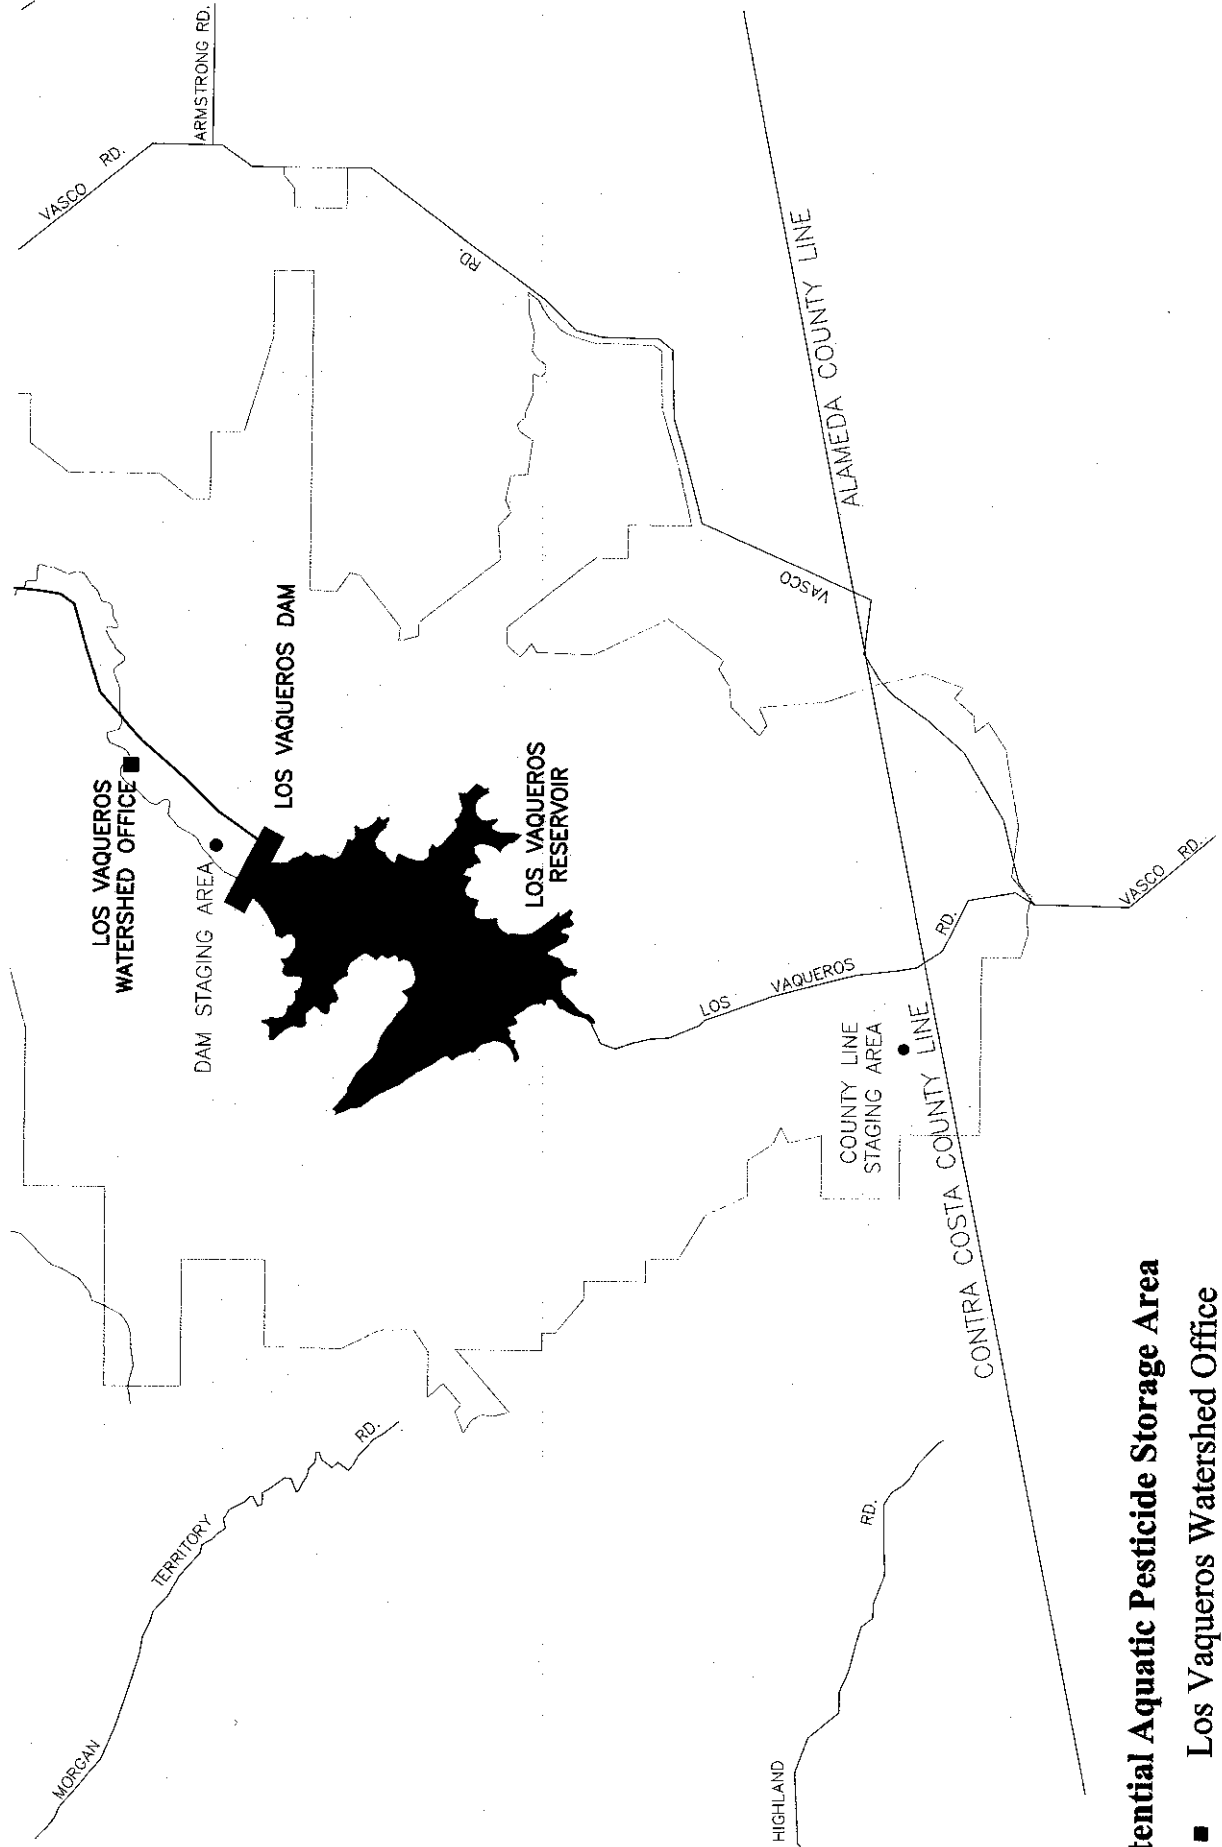 MORGAN
TERRITORY
RD.
VASCO
RD.
ARMSTRONG RD.
LOS VAQUEROS
WATERSHED OFFICE
DAM STAGING AREA
LOS VAQUEROS DAM
LOS VAQUEROS
RESERVOIR
RD.
VASCO
HIGHLAND
RD.
LOS
VAQUEROS
RD.
COUNTY LINE
STAGING AREA
CONTRA COSTA COUNTY LINE
ALAMEDA COUNTY LINE
VASCO
RD.
tential Aquatic Pesticide Storage Area
Los Vaqueros Watershed Office